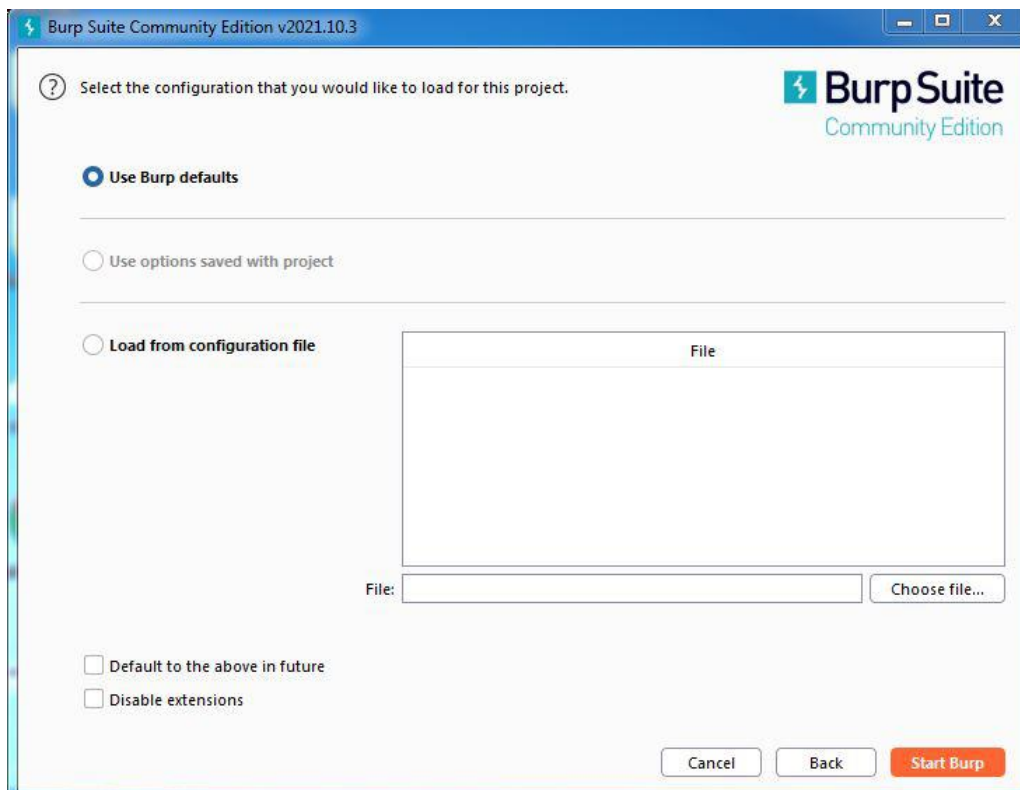 Burp Suite Community Edition v2021.10.3
? Select the configuration that you would like to load for this project.
Burp Suite
Community Edition
Use Burp defaults
Use options saved with project
Load from configuration file
File
File:
Choose file...
Default to the above in future
Disable extensions
Cancel Back Start Burp